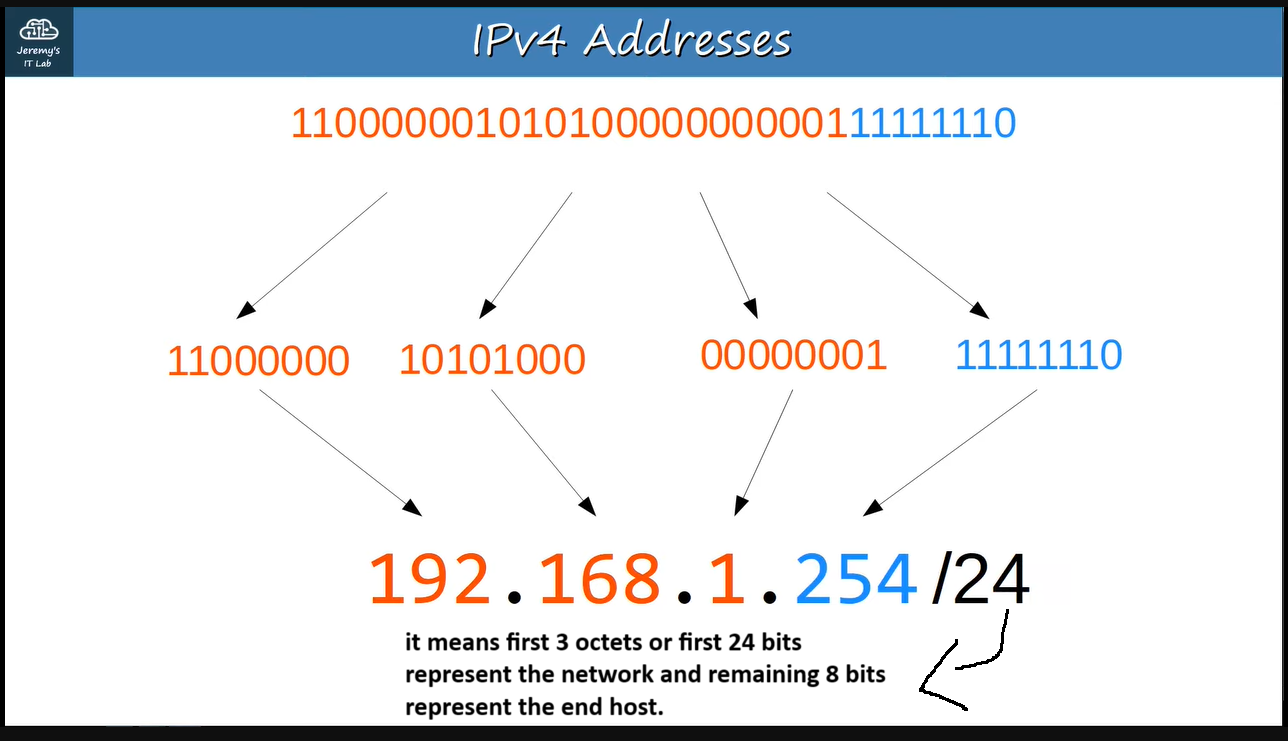 Jeremy's
IT Lab
IPv4 Addresses
11000000101010000000000111111110
11000000 10101000 00000001 11111110
192.168.1.254/24
it means first 3 octets or first 24 bits
represent the network and remaining 8 bits
represent the end host.